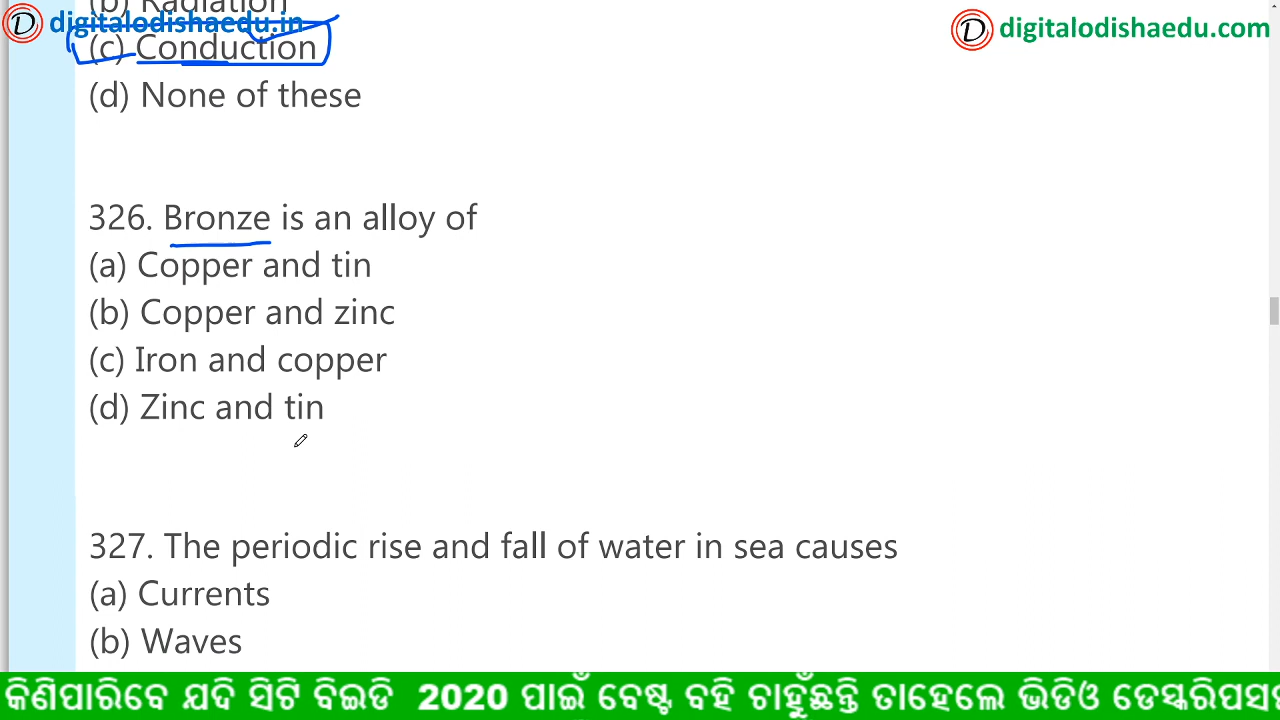 (b) Radiation
digitalodishaedu.in
digitalodishaedu.com
(c) Conduction
(d) None of these
326. Bronze is an alloy of
(a) Copper and tin
(b) Copper and zinc
(c) Iron and copper
(d) Zinc and tin
327. The periodic rise and fall of water in sea causes
(a) Currents
(b) Waves
କିଣିପାରିବେ ଯଦି ସିଟି ବିଇଡି 2020 ପାଇଁ ବେଷ୍ଟ ବହି ଚାହୁଁଛନ୍ତି ତାହେଲେ ଭିଡିଓ ଡେସ୍କରିପସ